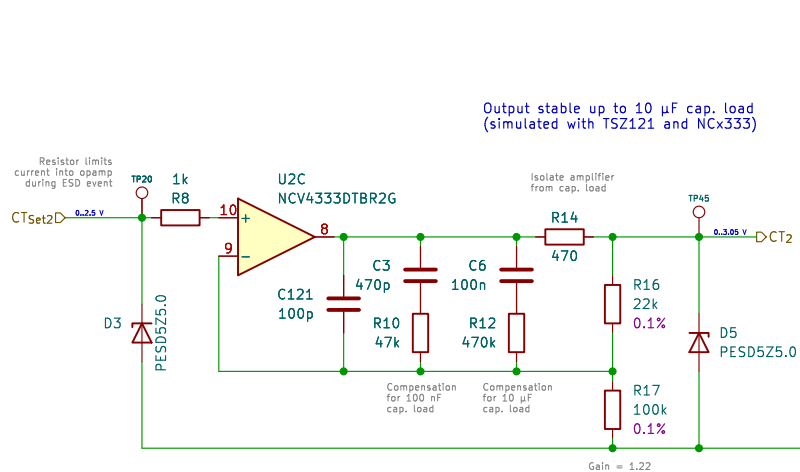 Output stable up to 10 µF cap. load
(simulated with TSZ121 and NCx333)
Resistor limits
current into opamp
during ESD event
TP20
1k
R8
U2C
NCV4333DTBR2G
Isolate amplifier
from cap. load
TP45
CTSet2
0..2.5 V
10
+
9
−
8
R14
470
0..3.05 V
CT2
C3
470p
C6
100n
C121
100p
R10
47k
R12
470k
R16
22k
0.1%
D3
PESD5Z5.0
D5
PESD5Z5.0
Compensation
for 100 nF
cap. load
Compensation
for 10 µF
cap. load
R17
100k
0.1%
Gain = 1.22